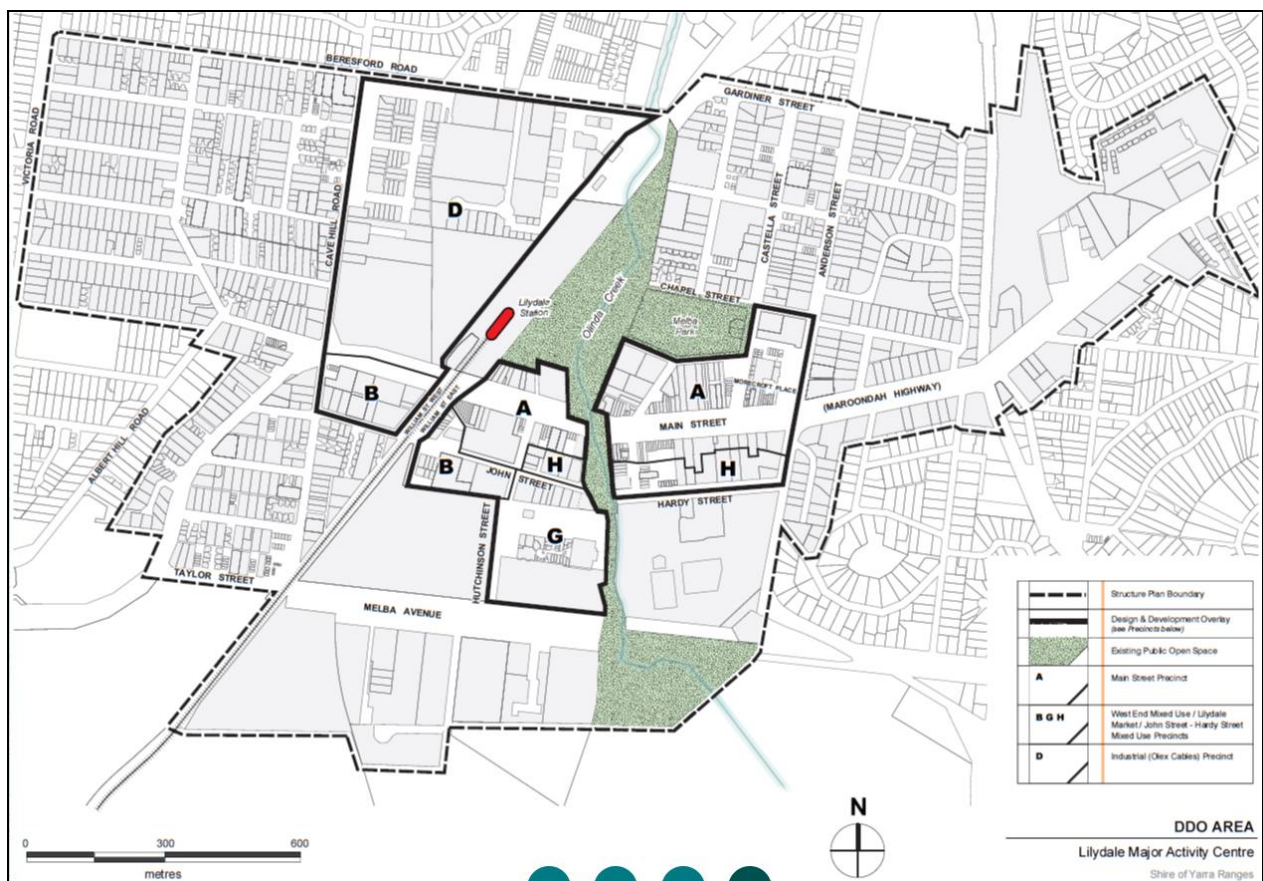 BERESFORD ROAD
GARDINER STREET
VICTORIA ROAD
CAVE HILL ROAD
D
CASTELLA STREET
ANDERSON STREET
Lilydale
Station
Olinda Creek
CHAPEL STREET
Melba
Park
B
WILLIAM ST WEST
WILLIAM ST EAST
A
A
MORECROFT PLACE
MAIN STREET
(MAROONDAH HIGHWAY)
ALBERT HILL ROAD
B
JOHN STREET
H
H
HARDY STREET
HUTCHINSON STREET
G
TAYLOR STREET
MELBA AVENUE
Structure Plan Boundary
Design & Development Overlay
(see Precincts below)
Existing Public Open Space
A
Main Street Precinct
B G H
West End Mixed Use / Lilydale
Market / John Street - Hardy Street
Mixed Use Precincts
D
Industrial (Olex Cables) Precinct
0 300 600
metres
N
DDO AREA
Lilydale Major Activity Centre
Shire of Yarra Ranges